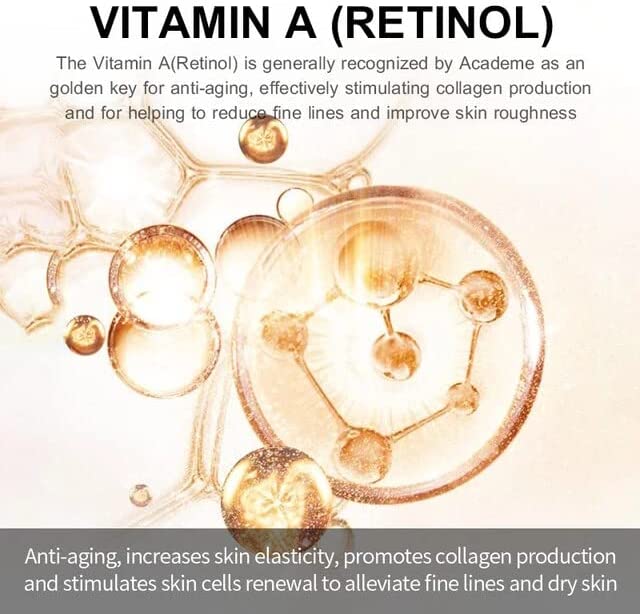 VITAMIN A (RETINOL)
The Vitamin A(Retinol) is generally recognized by Academe as an
golden key for anti-aging, effectively stimulating collagen production
and for helping to reduce fine lines and improve skin roughness
Anti-aging, increases skin elasticity, promotes collagen production
and stimulates skin cells renewal to alleviate fine lines and dry skin